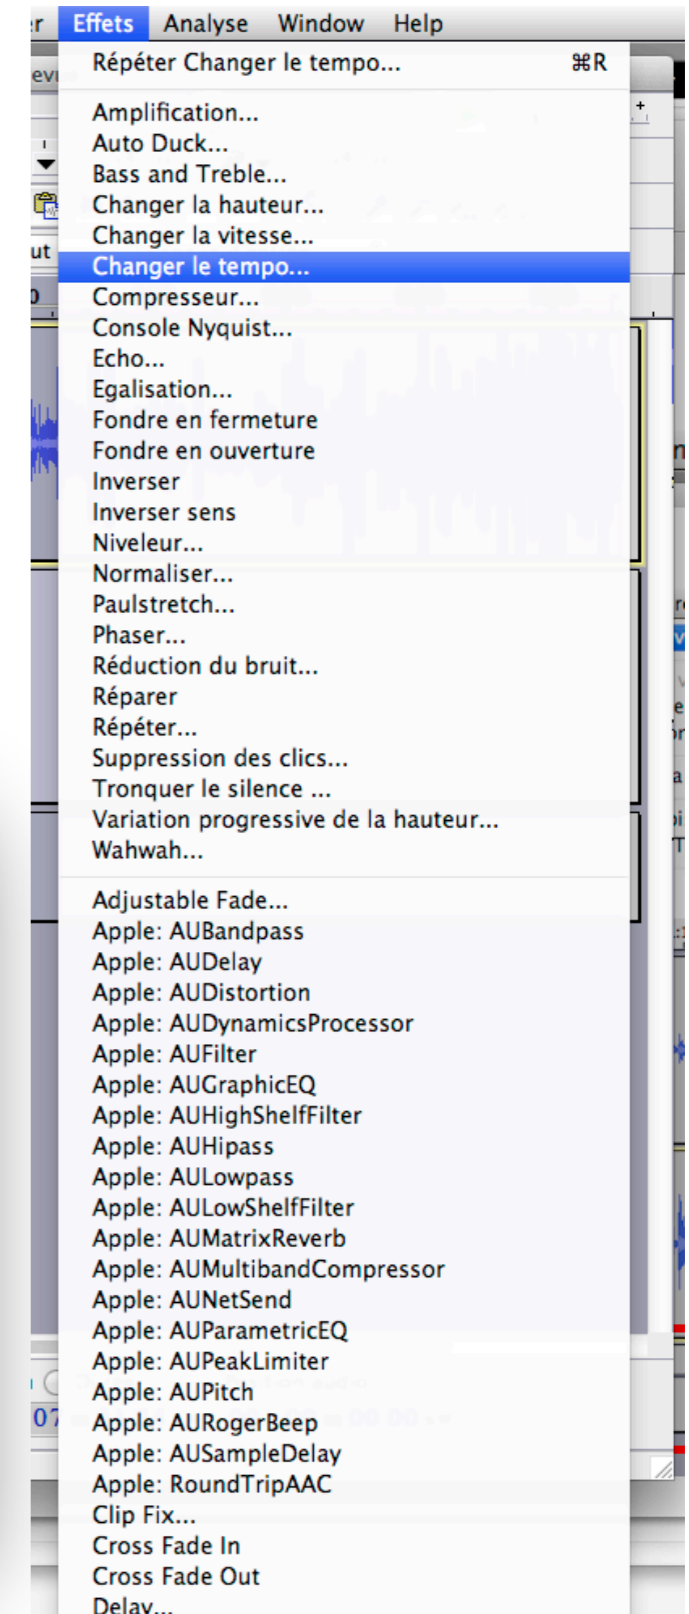 Effets Analyse Window Help
Répéter Changer le tempo... ⌘R
Amplification...
Auto Duck...
Bass and Treble...
Changer la hauteur...
Changer la vitesse...
Changer le tempo...
Compresseur...
Console Nyquist...
Echo...
Egalisation...
Fondre en fermeture
Fondre en ouverture
Inverser
Inverser sens
Niveleur...
Normaliser...
Paulstretch...
Phaser...
Réduction du bruit...
Réparer
Répéter...
Suppression des clics...
Tronquer le silence ...
Variation progressive de la hauteur...
Wahwah...
Adjustable Fade...
Apple: AUBandpass
Apple: AUDelay
Apple: AUDistortion
Apple: AUDynamicsProcessor
Apple: AUFilter
Apple: AUGraphicEQ
Apple: AUHighShelfFilter
Apple: AUHipass
Apple: AULowpass
Apple: AULowShelfFilter
Apple: AUMatrixReverb
Apple: AUMultibandCompressor
Apple: AUNetSend
Apple: AUParametricEQ
Apple: AUPeakLimiter
Apple: AUPitch
Apple: AURogerBeep
Apple: AUSampleDelay
Apple: RoundTripAAC
Clip Fix...
Cross Fade In
Cross Fade Out
Delay...